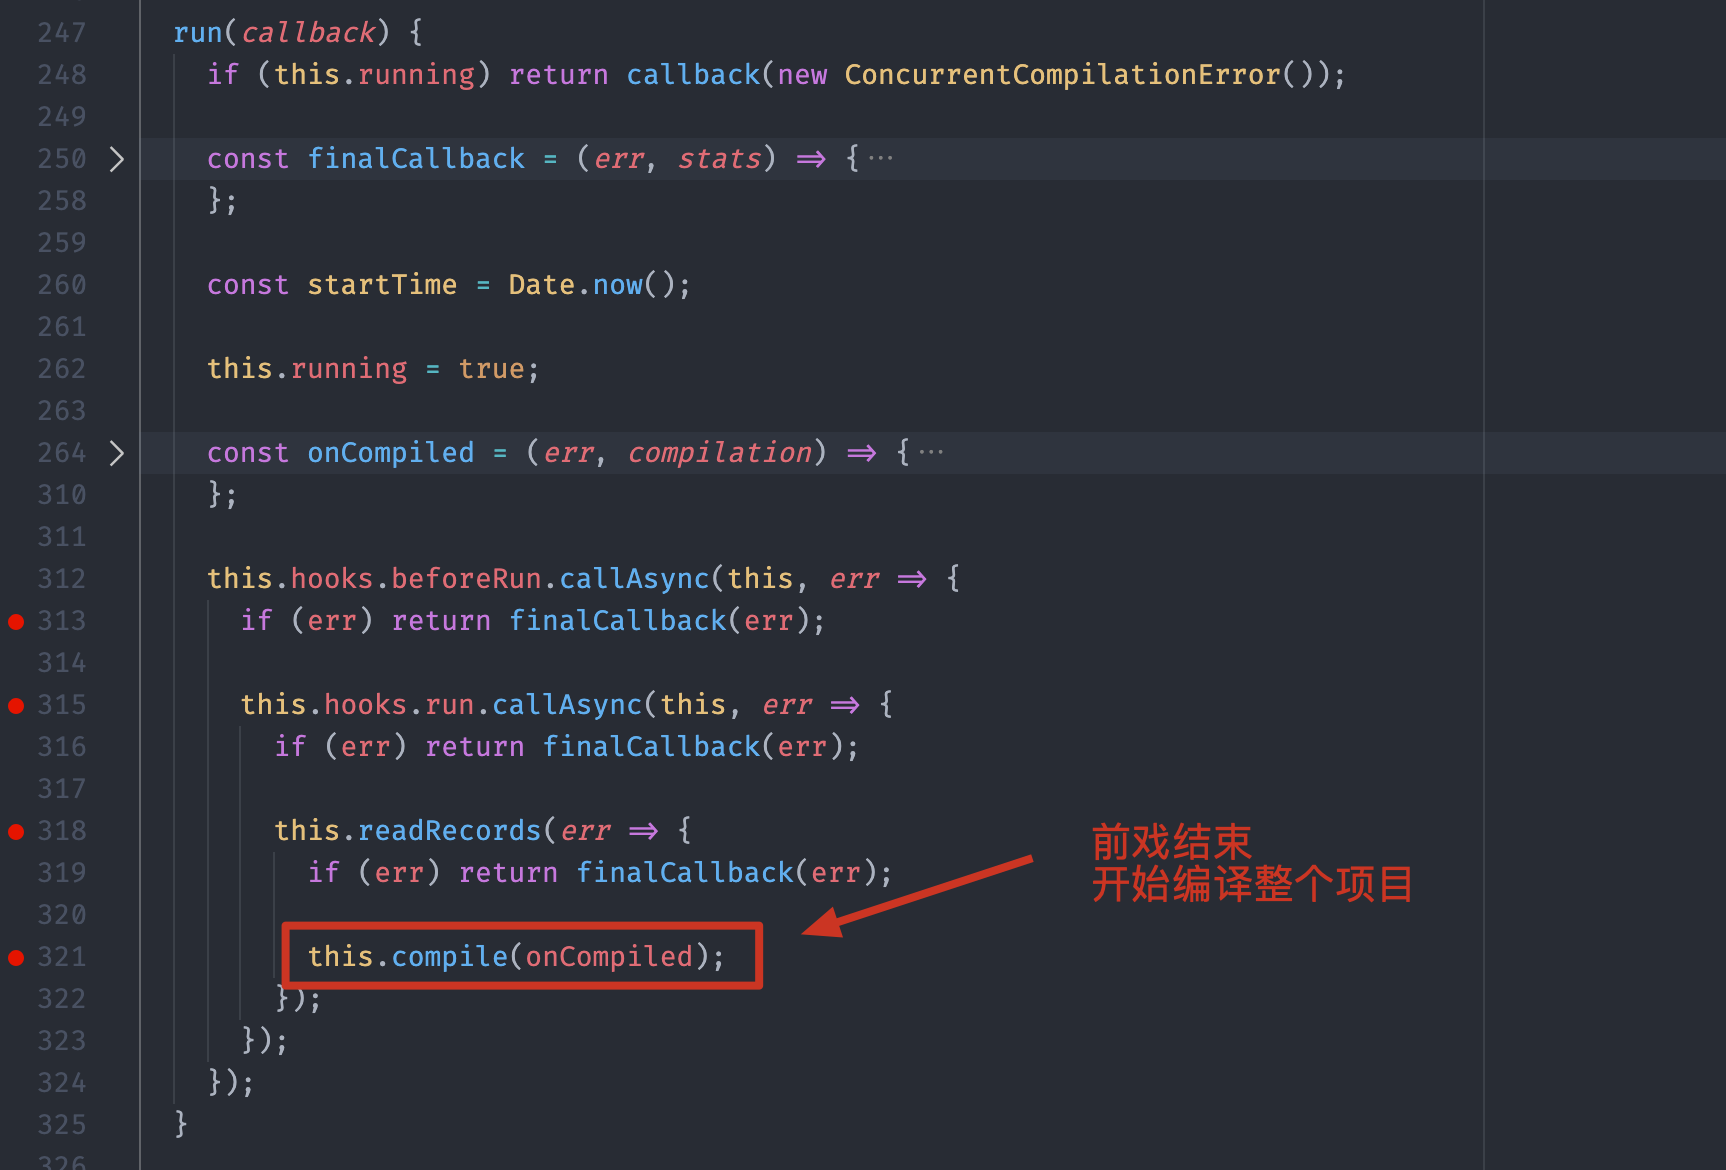 247 run(callback) {
248 if (this.running) return callback(new ConcurrentCompilationError());
249
250 const finalCallback = (err, stats) => {···
258 };
259
260 const startTime = Date.now();
261
262 this.running = true;
263
264 const onCompiled = (err, compilation) => {···
310 };
311
312 this.hooks.beforeRun.callAsync(this, err => {
313 if (err) return finalCallback(err);
314
315 this.hooks.run.callAsync(this, err => {
316 if (err) return finalCallback(err);
317
318 this.readRecords(err => {
319 if (err) return finalCallback(err);
320
321 this.compile(onCompiled);
322 });
323 });
324 });
325 }
326
前戏结束
开始编译整个项目